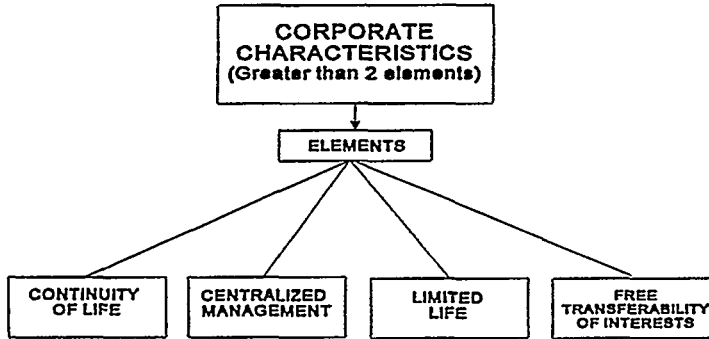 CORPORATE
CHARACTERISTICS
(Greater than 2 elements)
ELEMENTS
CONTINUITY
OF LIFE
CENTRALIZED
MANAGEMENT
LIMITED
LIFE
FREE
TRANSFERABILITY
OF INTERESTS